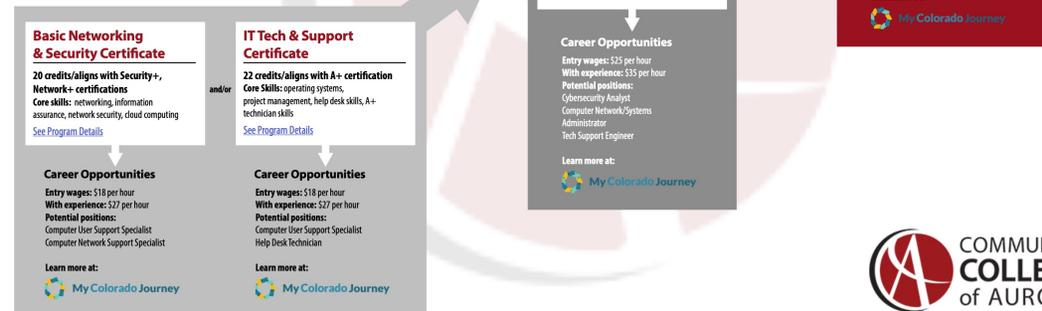 Basic Networking
& Security Certificate
20 credits/aligns with Security+,
Network+ certifications
Core skills: networking, information
assurance, network security, cloud computing
See Program Details
and/or
IT Tech & Support
Certificate
22 credits/aligns with A+ certification
Core Skills: operating systems,
project management, help desk skills, A+
technician skills
See Program Details
Career Opportunities
Entry wages: $18 per hour
With experience: $27 per hour
Potential positions:
Computer User Support Specialist
Computer Network Support Specialist
Learn more at:
My Colorado Journey
Career Opportunities
Entry wages: $18 per hour
With experience: $27 per hour
Potential positions:
Computer User Support Specialist
Help Desk Technician
Learn more at:
My Colorado Journey
Career Opportunities
Entry wages: $25 per hour
With experience: $35 per hour
Potential positions:
Cybersecurity Analyst
Computer Network/Systems
Administrator
Tech Support Engineer
Learn more at:
My Colorado Journey
My Colorado Journey
COMMU
COLLE
of AUR